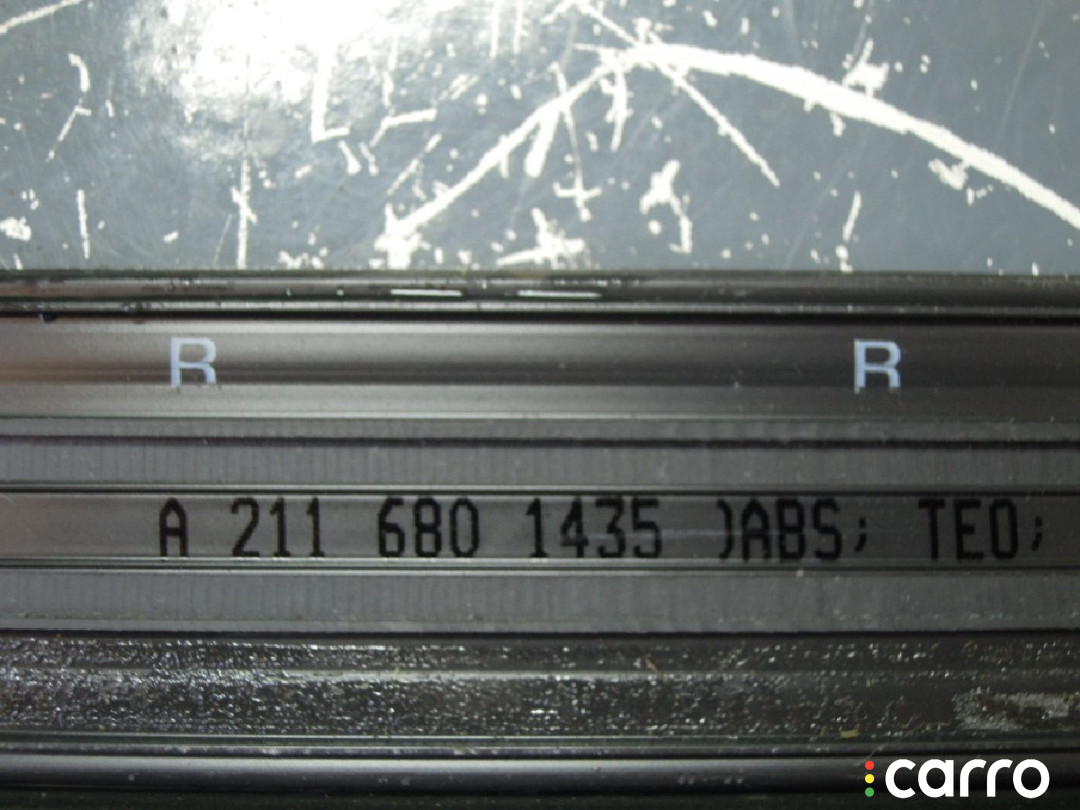 R R
A 211 680 1435 )ABS; TEO;
carro